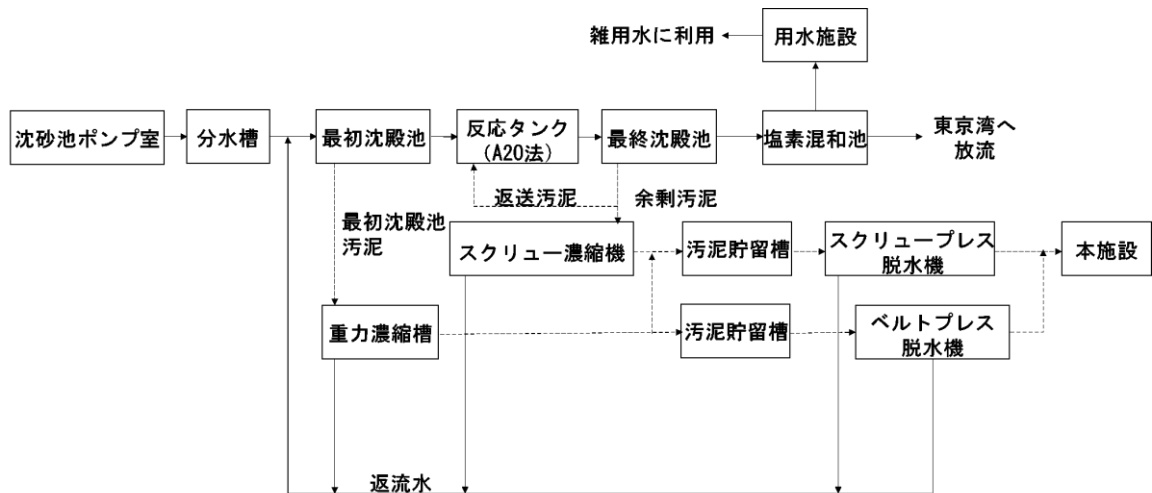 雑用水に利用
用水施設
沈砂池ポンプ室
分水槽
最初沈殿池
反応タンク
(A2O法)
最終沈殿池
塩素混和池
東京湾へ
放流
返送汚泥
余剰汚泥
最初沈殿池
汚泥
スクリュー濃縮機
汚泥貯留槽
スクリュープレス
脱水機
本施設
重力濃縮槽
汚泥貯留槽
ベルトプレス
脱水機
返流水